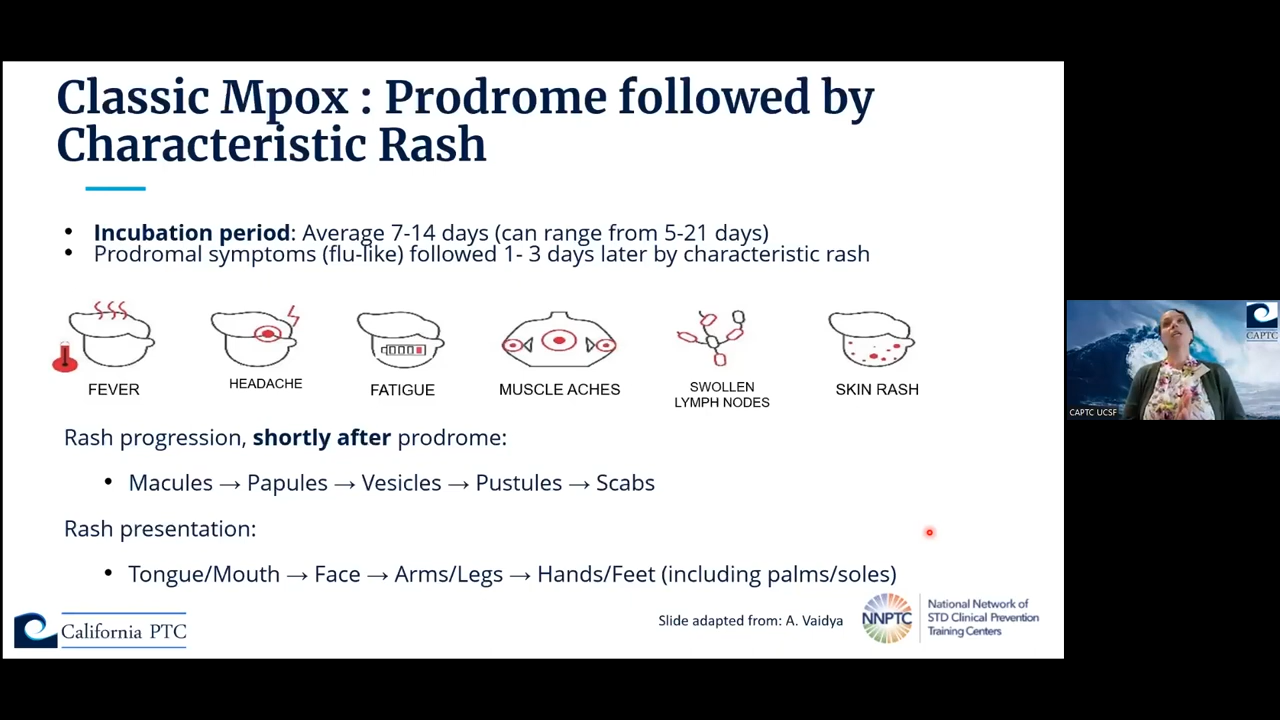 Classic Mpox : Prodrome followed by
Characteristic Rash
• Incubation period: Average 7-14 days (can range from 5-21 days)
• Prodromal symptoms (flu-like) followed 1- 3 days later by characteristic rash
FEVER
HEADACHE
FATIGUE
MUSCLE ACHES
SWOLLEN
LYMPH NODES
SKIN RASH
Rash progression, shortly after prodrome:
• Macules → Papules → Vesicles → Pustules → Scabs
Rash presentation:
• Tongue/Mouth → Face → Arms/Legs → Hands/Feet (including palms/soles)
California PTC
Slide adapted from: A. Vaidya
NNPTC
National Network of
STD Clinical Prevention
Training Centers
CAPTC
CAPTC UCSF